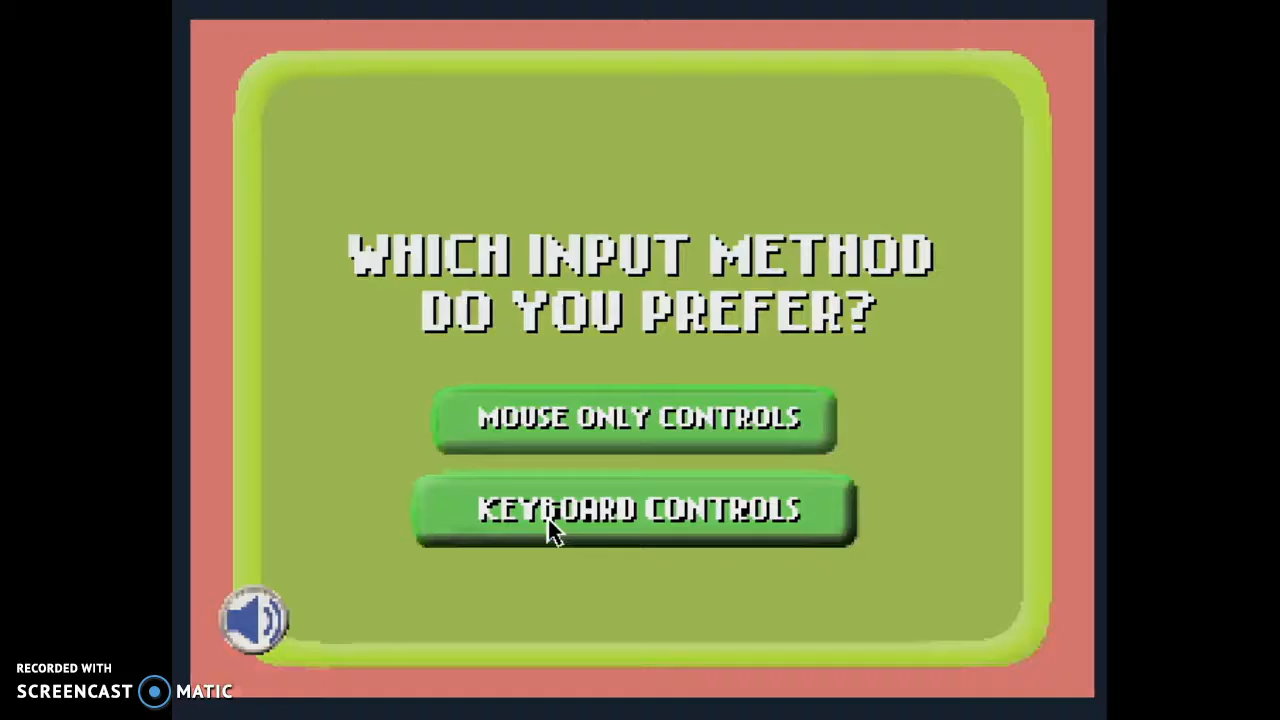 WHICH INPUT METHOD
DO YOU PREFER?
MOUSE ONLY CONTROLS
KEYBOARD CONTROLS
RECORDED WITH
SCREENCAST MATIC